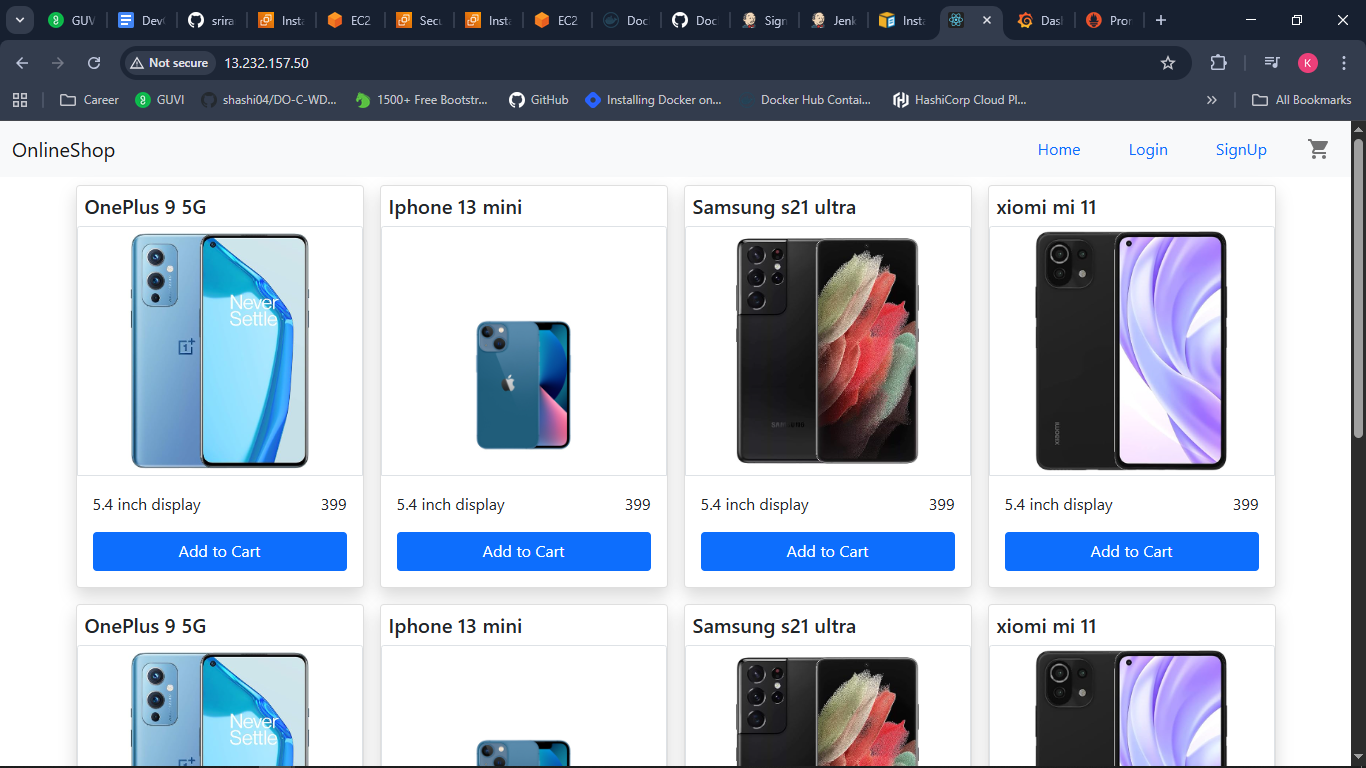 GUVI Dev srira Insta EC2 Secu Insta EC2 Doc Doc Sign Jenk Insta Das Pror
Not secure 13.232.157.50 K
Career GUVI shashi04/DO-C-WD... 1500+ Free Bootstr... GitHub Installing Docker on... Docker Hub Contai... HashiCorp Cloud Pl... » All Bookmarks
OnlineShop Home Login SignUp
OnePlus 9 5G Iphone 13 mini Samsung s21 ultra xiomi mi 11
Never
Settle
SAMSUNG
XIAOMI
5.4 inch display 399 5.4 inch display 399 5.4 inch display 399 5.4 inch display 399
Add to Cart Add to Cart Add to Cart Add to Cart
OnePlus 9 5G Iphone 13 mini Samsung s21 ultra xiomi mi 11
Never
Settle